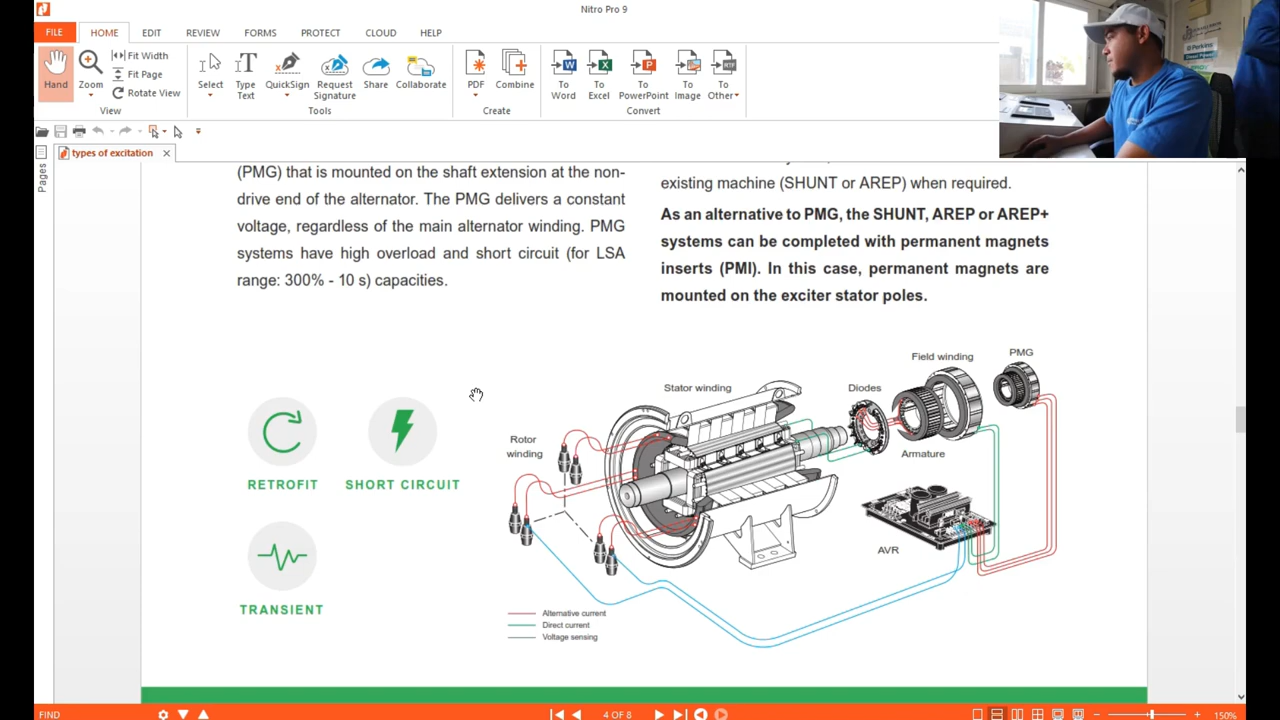 Nitro Pro 9
FILE HOME EDIT REVIEW FORMS PROTECT CLOUD HELP
Hand
Zoom
Fit Width
Fit Page
Rotate View
View
Select
Type Text
QuickSign
Request Signature
Share
Collaborate
Tools
PDF
Combine
Create
To Word
To Excel
To PowerPoint
To Image
To Other
Convert
Perkins
types of excitation
Pages
(PMG) that is mounted on the shaft extension at the non-
drive end of the alternator. The PMG delivers a constant
voltage, regardless of the main alternator winding. PMG
systems have high overload and short circuit (for LSA
range: 300% - 10 s) capacities.
existing machine (SHUNT or AREP) when required.
As an alternative to PMG, the SHUNT, AREP or AREP+
systems can be completed with permanent magnets
inserts (PMI). In this case, permanent magnets are
mounted on the exciter stator poles.
RETROFIT
SHORT CIRCUIT
TRANSIENT
Rotor
winding
Stator winding
Diodes
Field winding
PMG
Armature
AVR
Alternative current
Direct current
Voltage sensing
FIND
4 OF 8
150%